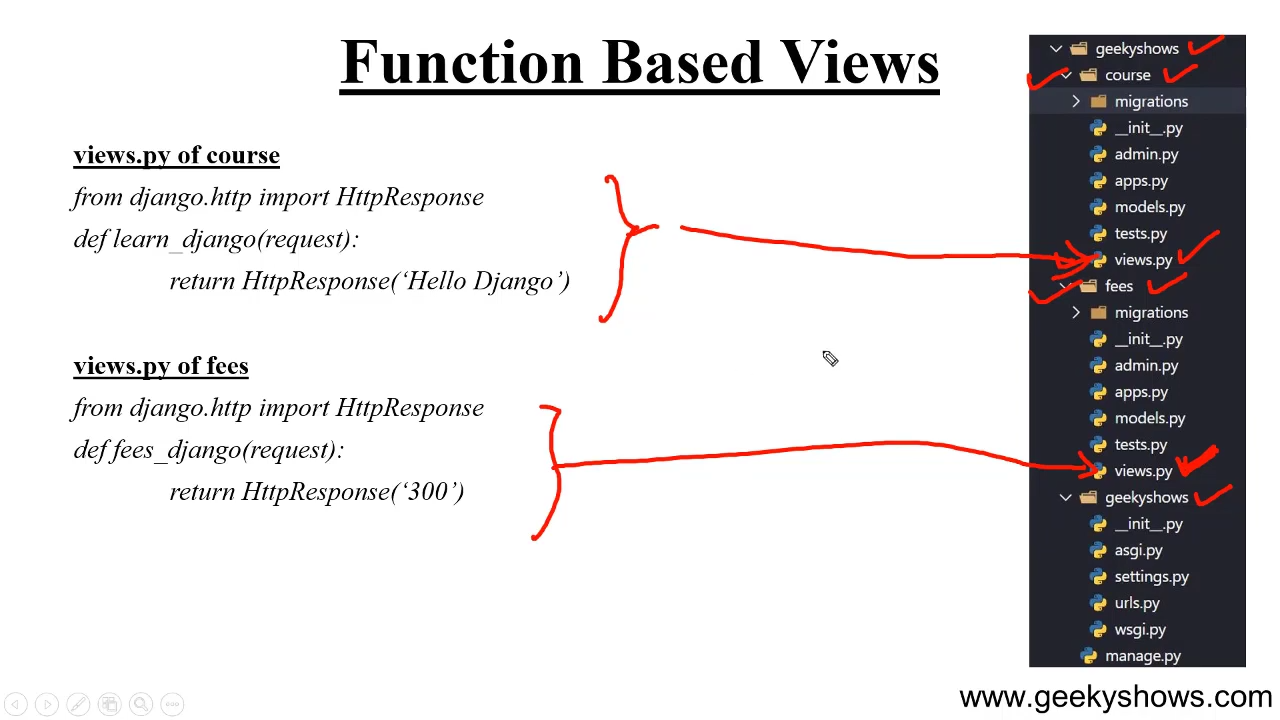 Function Based Views
views.py of course
from django.http import HttpResponse
def learn_django(request):
return HttpResponse(‘Hello Django’)
views.py of fees
from django.http import HttpResponse
def fees_django(request):
return HttpResponse(‘300’)
geekyshows
course
migrations
__init__.py
admin.py
apps.py
models.py
tests.py
views.py
fees
migrations
__init__.py
admin.py
apps.py
models.py
tests.py
views.py
geekyshows
__init__.py
asgi.py
settings.py
urls.py
wsgi.py
manage.py
www.geekyshows.com